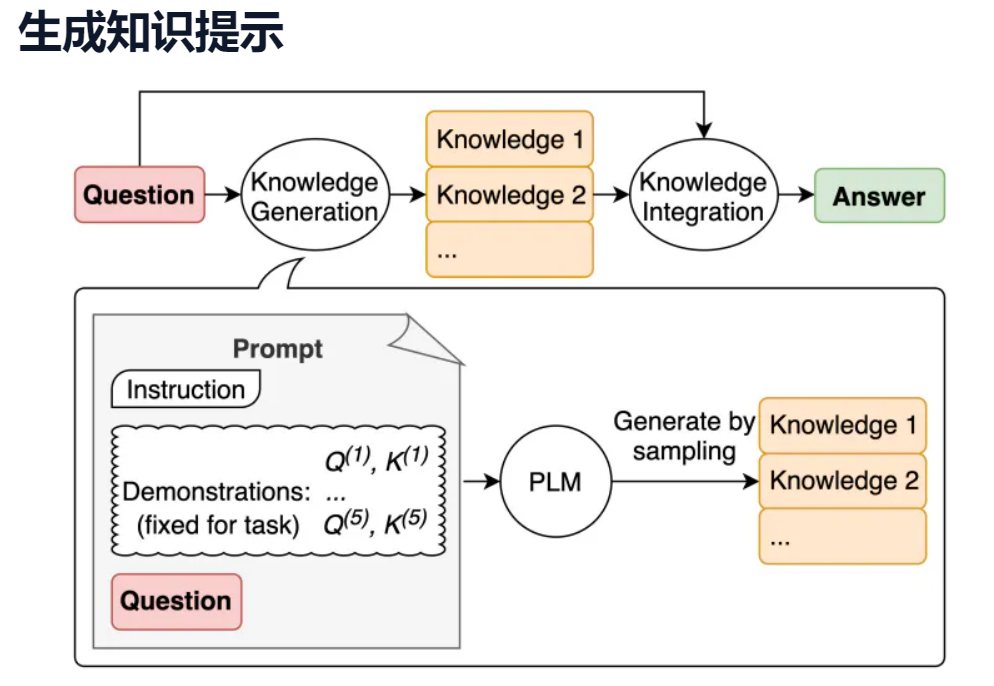 生成知识提示
Question
Knowledge
Generation
Knowledge 1
Knowledge 2
...
Knowledge
Integration
Answer
Prompt
Instruction
Q(1), K(1)
Demonstrations: ...
(fixed for task) Q(5), K(5)
Question
PLM
Generate by
sampling
Knowledge 1
Knowledge 2
...